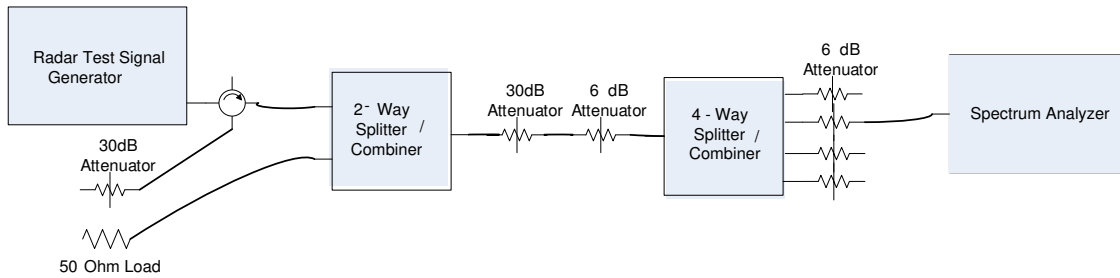 Radar Test Signal
Generator
30dB
Attenuator
50 Ohm Load
2- Way
Splitter /
Combiner
30dB
Attenuator
6 dB
Attenuator
4 - Way
Splitter /
Combiner
6 dB
Attenuator
Spectrum Analyzer